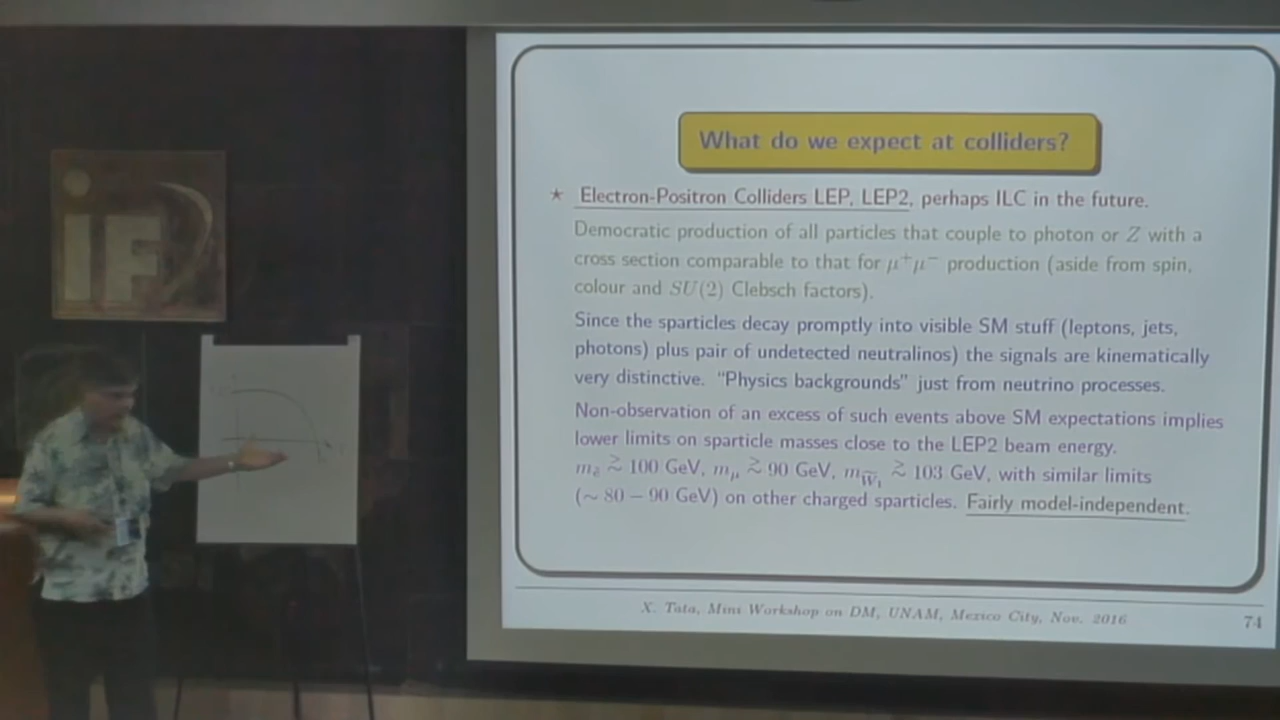 IF
What do we expect at colliders?
★ Electron-Positron Colliders LEP, LEP2, perhaps ILC in the future.
Democratic production of all particles that couple to photon or Z with a
cross section comparable to that for μ⁺μ⁻ production (aside from spin,
colour and SU(2) Clebsch factors).
Since the sparticles decay promptly into visible SM stuff (leptons, jets,
photons) plus pair of undetected neutralinos) the signals are kinematically
very distinctive. “Physics backgrounds” just from neutrino processes.
Non-observation of an excess of such events above SM expectations implies
lower limits on sparticle masses close to the LEP2 beam energy.
m_ẽ ≳ 100 GeV, m_μ̃ ≳ 90 GeV, m_W̃₁ ≳ 103 GeV, with similar limits
(∼ 80 − 90 GeV) on other charged sparticles. Fairly model-independent.
X. Tata, Mini Workshop on DM, UNAM, Mexico City, Nov. 2016
74